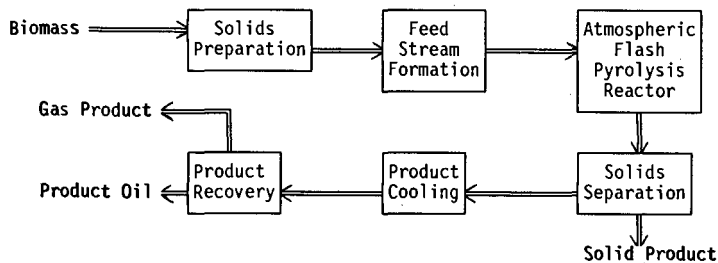 Biomass
Solids
Preparation
Feed
Stream
Formation
Atmospheric
Flash
Pyrolysis
Reactor
Gas Product
Product Oil
Product
Recovery
Product
Cooling
Solids
Separation
Solid Product